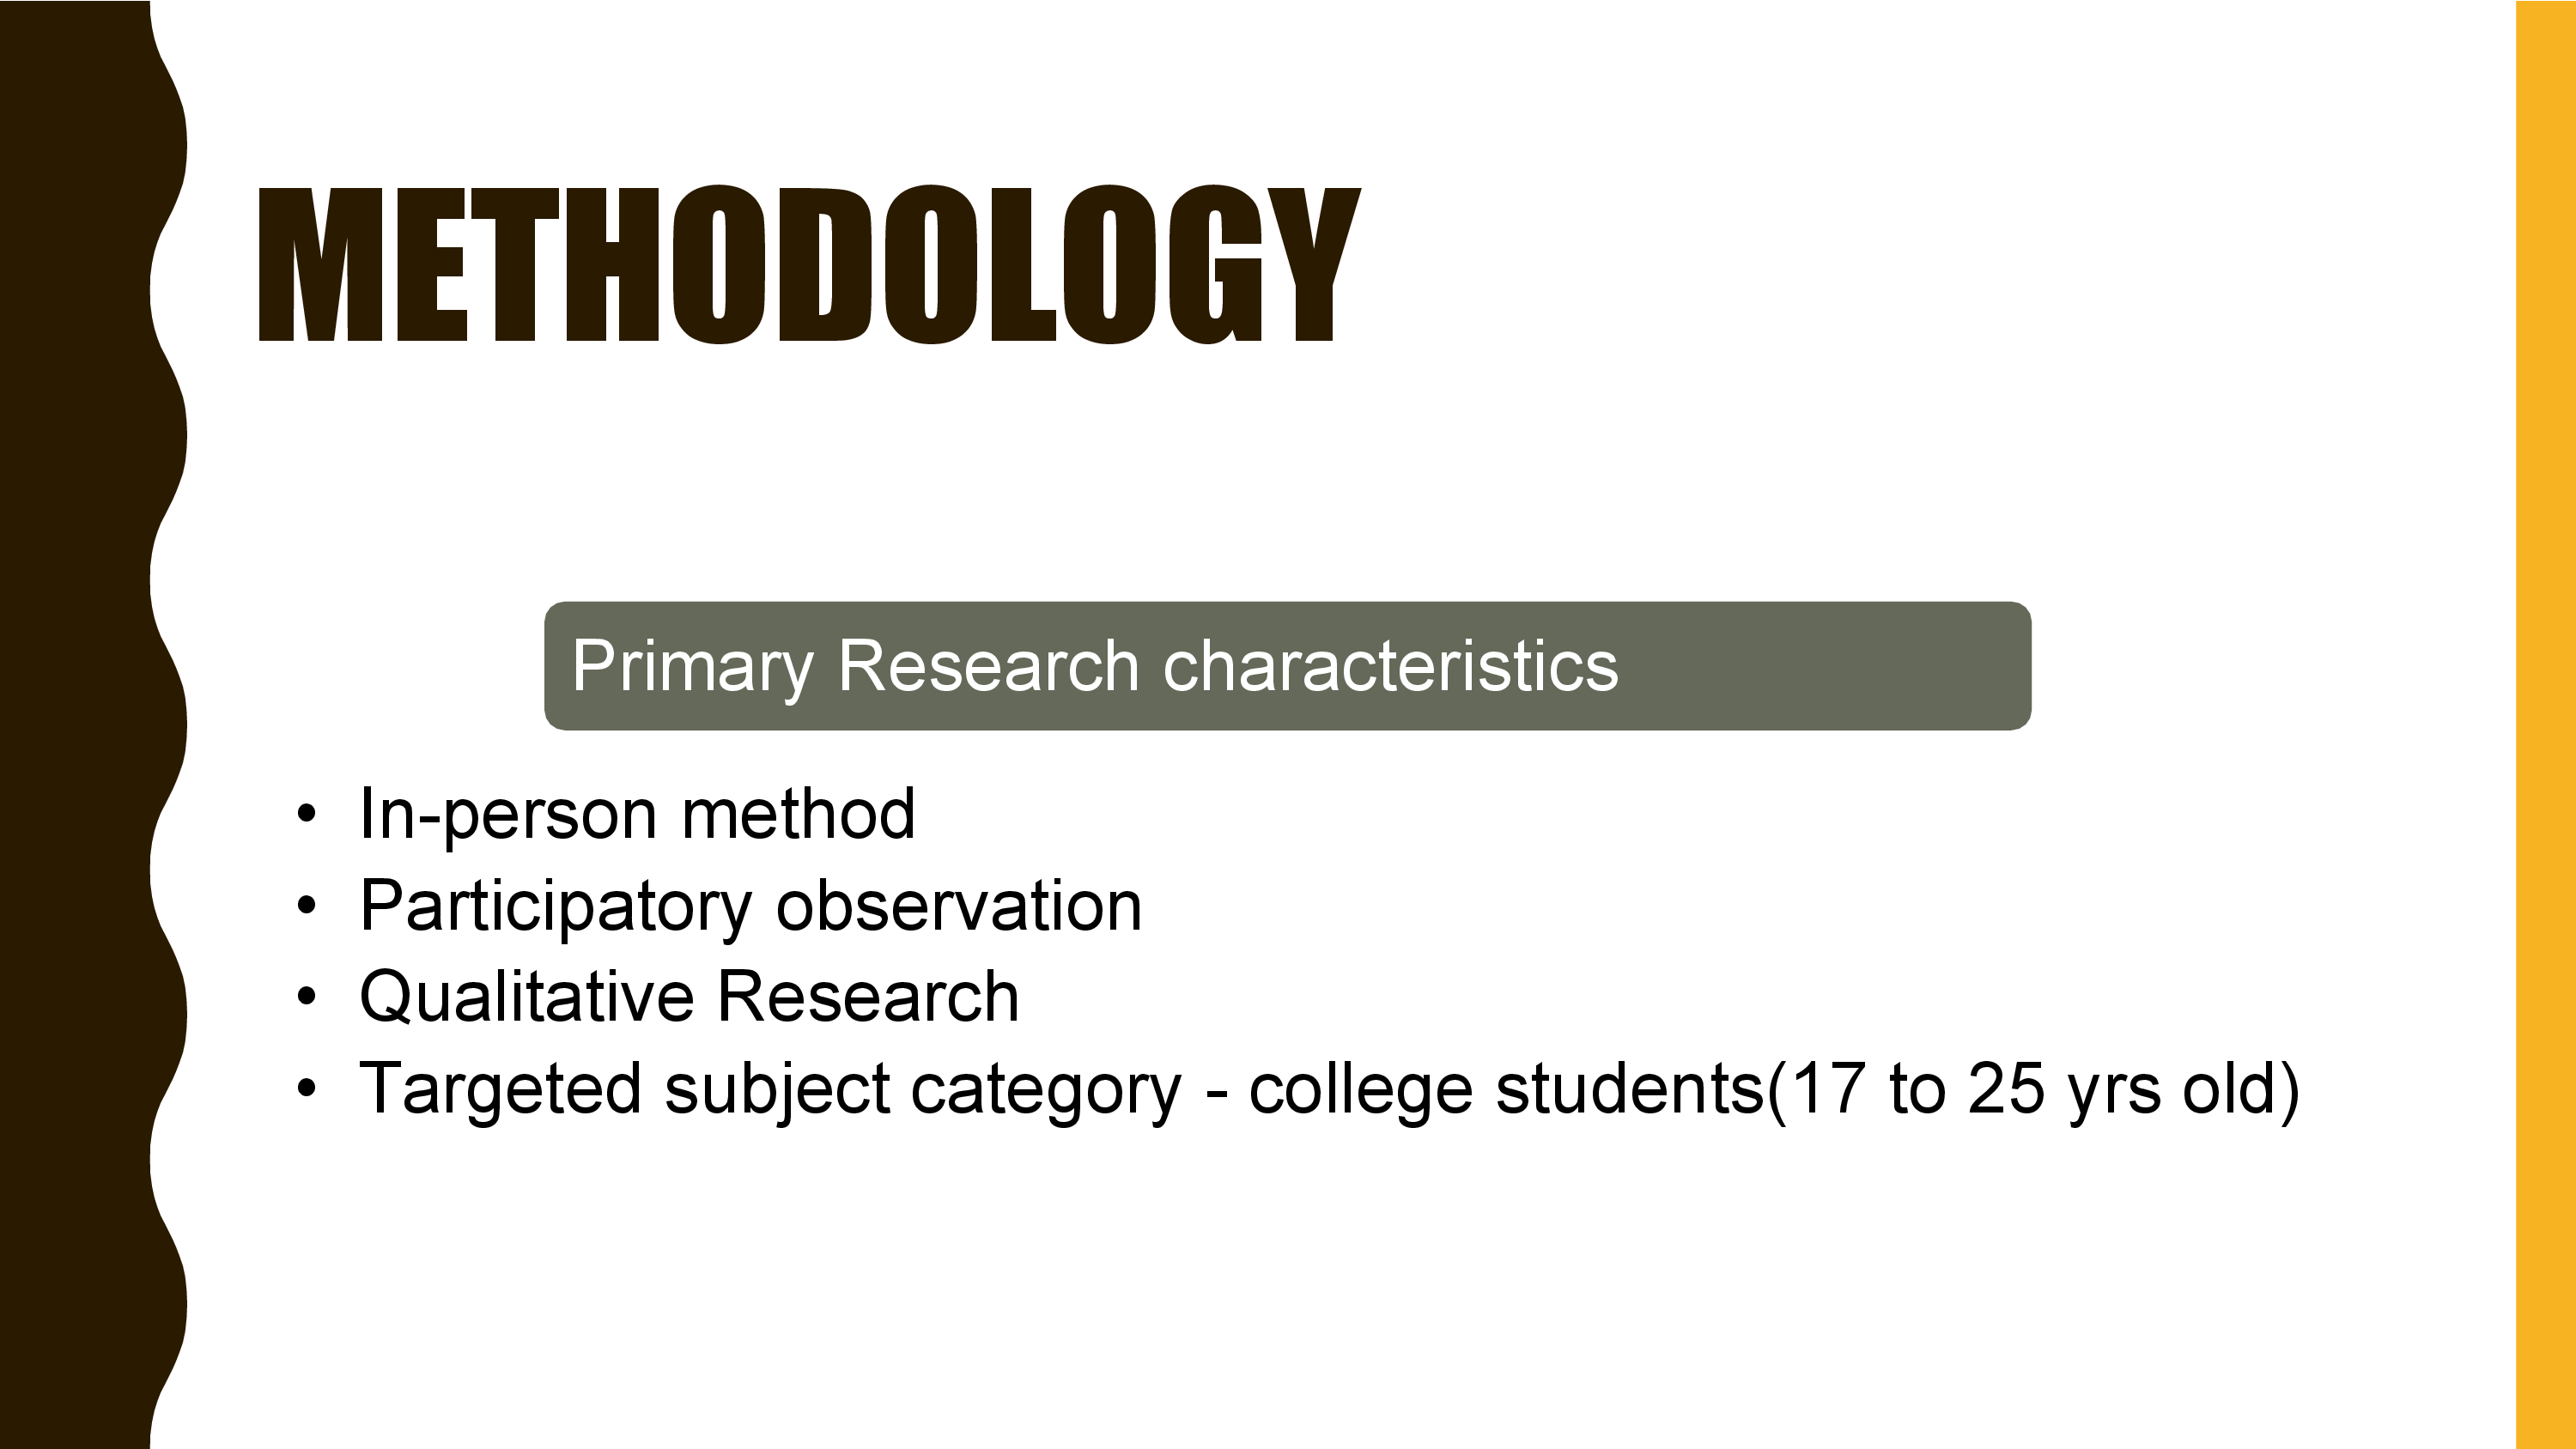 METHODOLOGY
Primary Research characteristics
• In-person method
• Participatory observation
• Qualitative Research
• Targeted subject category - college students(17 to 25 yrs old)